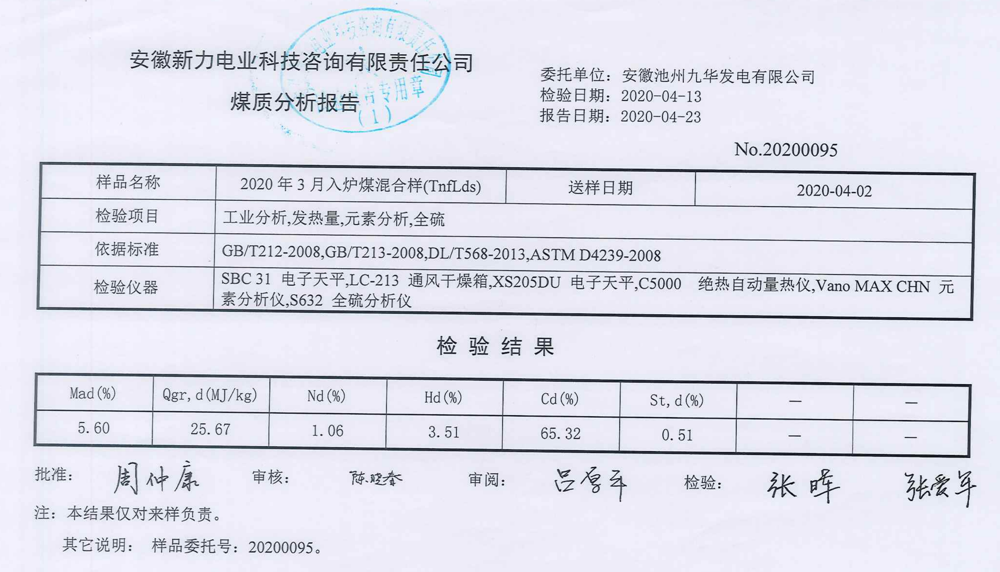 电业科技咨询有限责任公司
安徽新力电业科技咨询有限责任公司
煤质分析报告
告专用章
(1)
委托单位：安徽池州九华发电有限公司
检验日期：2020-04-13
报告日期：2020-04-23
No.20200095
样品名称 2020 年 3 月入炉煤混合样(TnfLds) 送样日期 2020-04-02
检验项目 工业分析,发热量,元素分析,全硫
依据标准 GB/T212-2008,GB/T213-2008,DL/T568-2013,ASTM D4239-2008
检验仪器 SBC 31 电子天平,LC-213 通风干燥箱,XS205DU 电子天平,C5000 绝热自动量热仪,Vano MAX CHN 元
素分析仪,S632 全硫分析仪
检 验 结 果
Mad(%) Qgr,d(MJ/kg) Nd(%) Hd(%) Cd(%) St,d(%) — —
5.60 25.67 1.06 3.51 65.32 0.51 — —
批准： 周仲康 审核： 陈晓春 审阅： 检验： 张晖 张爱军
注：本结果仅对来样负责。
其它说明： 样品委托号：20200095。